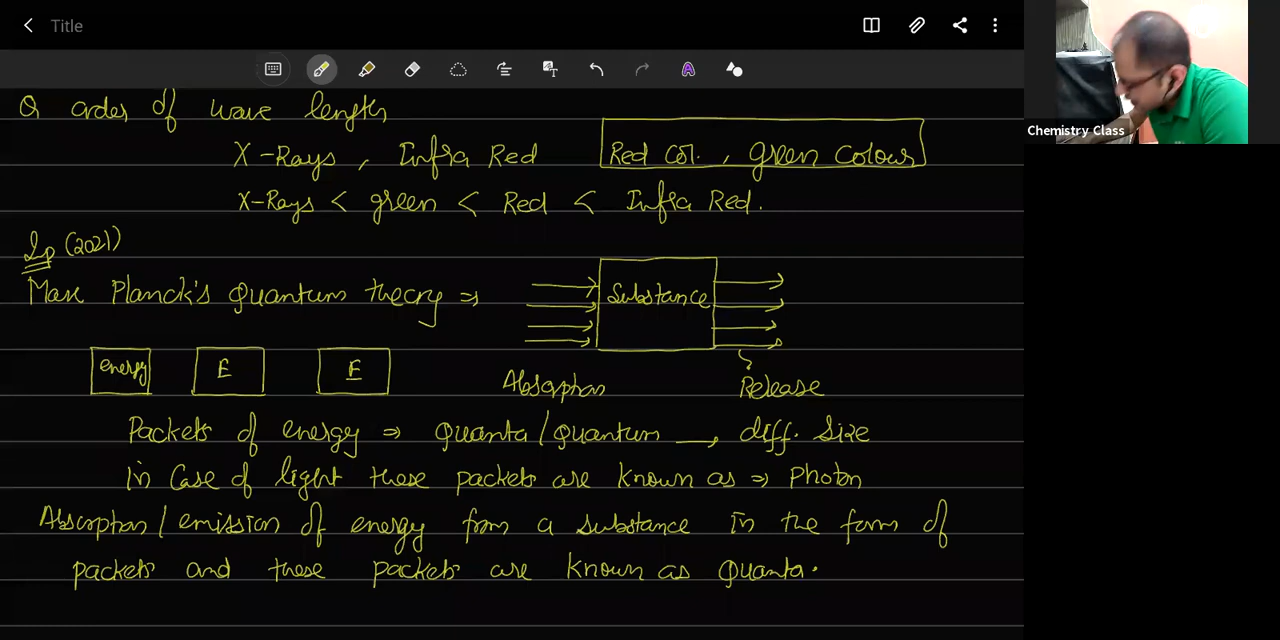 Title
Chemistry Class
Q order of wave length
X-Rays, Infra Red Red Col., green Colour
X-Rays < green < Red < Infra Red.
Ip (2021)
Max Planck's quantum theory ⇒ Substance
energy E E
Absorption Release
Packets of energy ⇒ quanta/quantum → diff. Size
in Case of light these packets are known as ⇒ Photon
Absorption/emission of energy from a substance in the form of
packets and these packets are known as quanta.